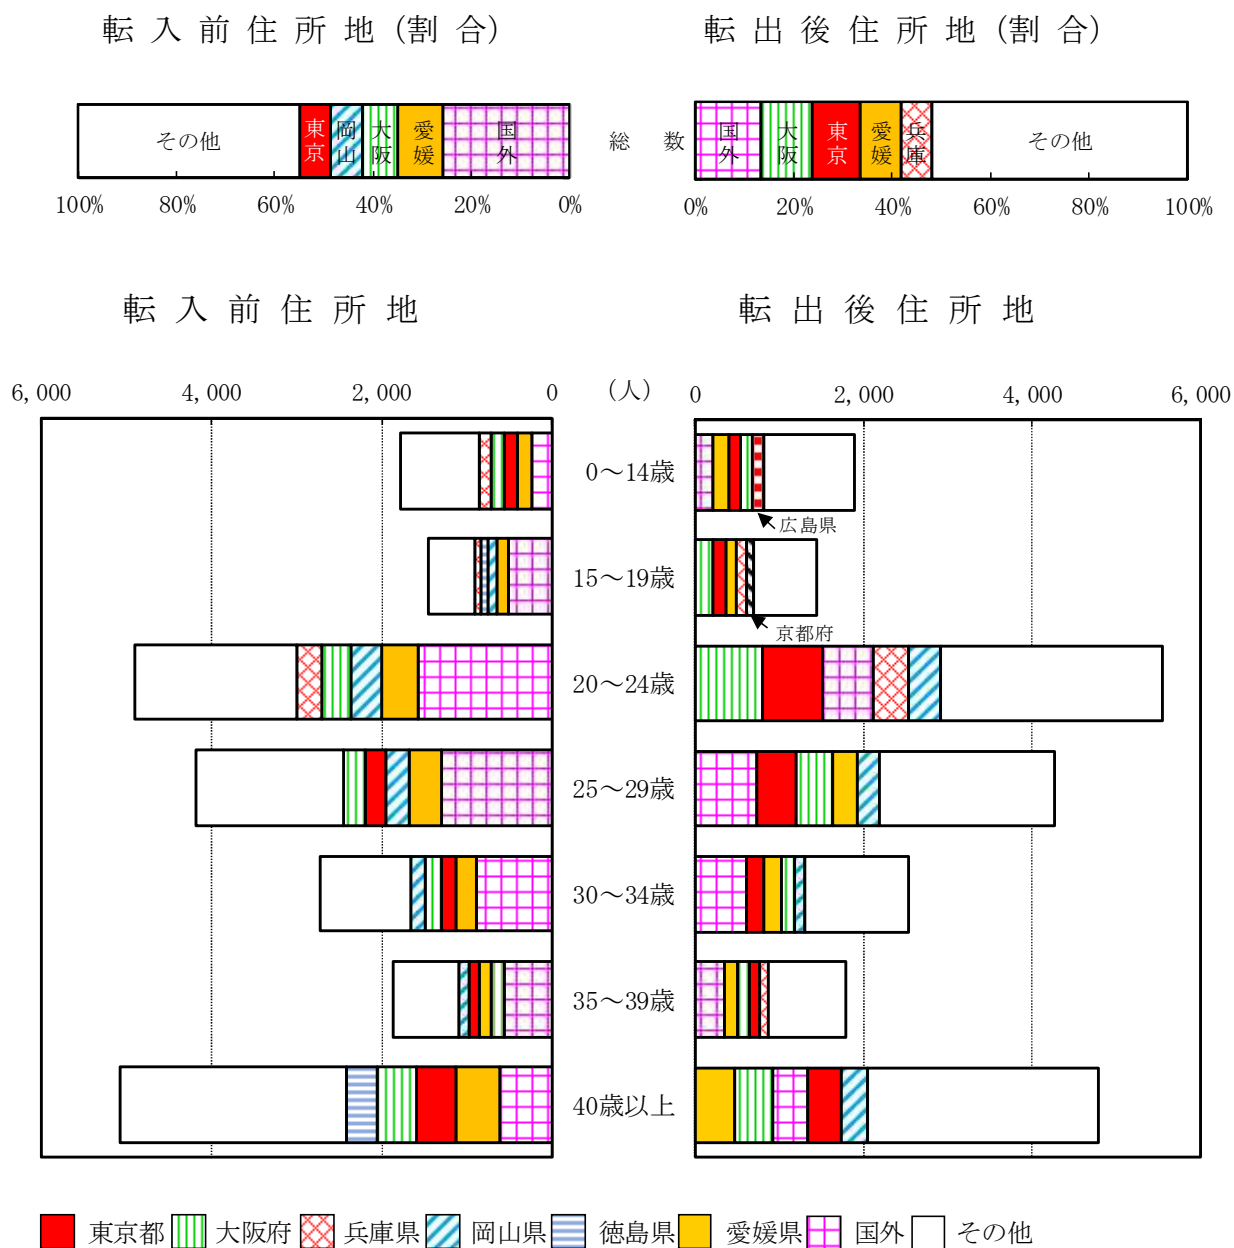 転入前住所地(割合)
転出後住所地(割合)
その他
東京
岡山
大阪
愛媛
国外
総数
国外
大阪
東京
愛媛
兵庫
その他
100% 80% 60% 40% 20% 0%
0% 20% 40% 60% 80% 100%
転入前住所地
転出後住所地
6,000 4,000 2,000 0
(人)
0 2,000 4,000 6,000
0～14歳
広島県
15～19歳
京都府
20～24歳
25～29歳
30～34歳
35～39歳
40歳以上
東京都 大阪府 兵庫県 岡山県 徳島県 愛媛県 国外 その他